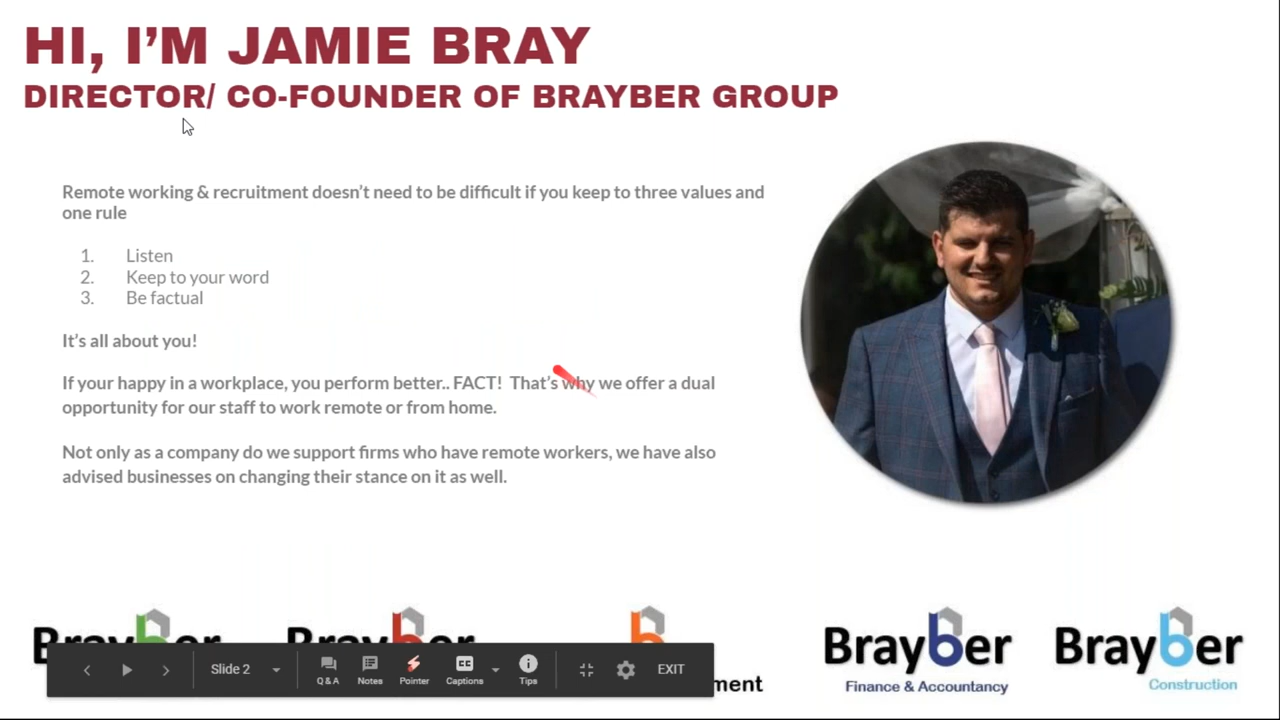 HI, I'M JAMIE BRAY
DIRECTOR/ CO-FOUNDER OF BRAYBER GROUP
Remote working & recruitment doesn't need to be difficult if you keep to three values and
one rule
1. Listen
2. Keep to your word
3. Be factual
It's all about you!
If your happy in a workplace, you perform better.. FACT! That's why we offer a dual
opportunity for our staff to work remote or from home.
Not only as a company do we support firms who have remote workers, we have also
advised businesses on changing their stance on it as well.
Brayber
Brayber
b
Brayber
Brayber
ment
Finance & Accountancy
Construction
Slide 2
Q & A
Notes
Pointer
CC
Captions
Tips
EXIT